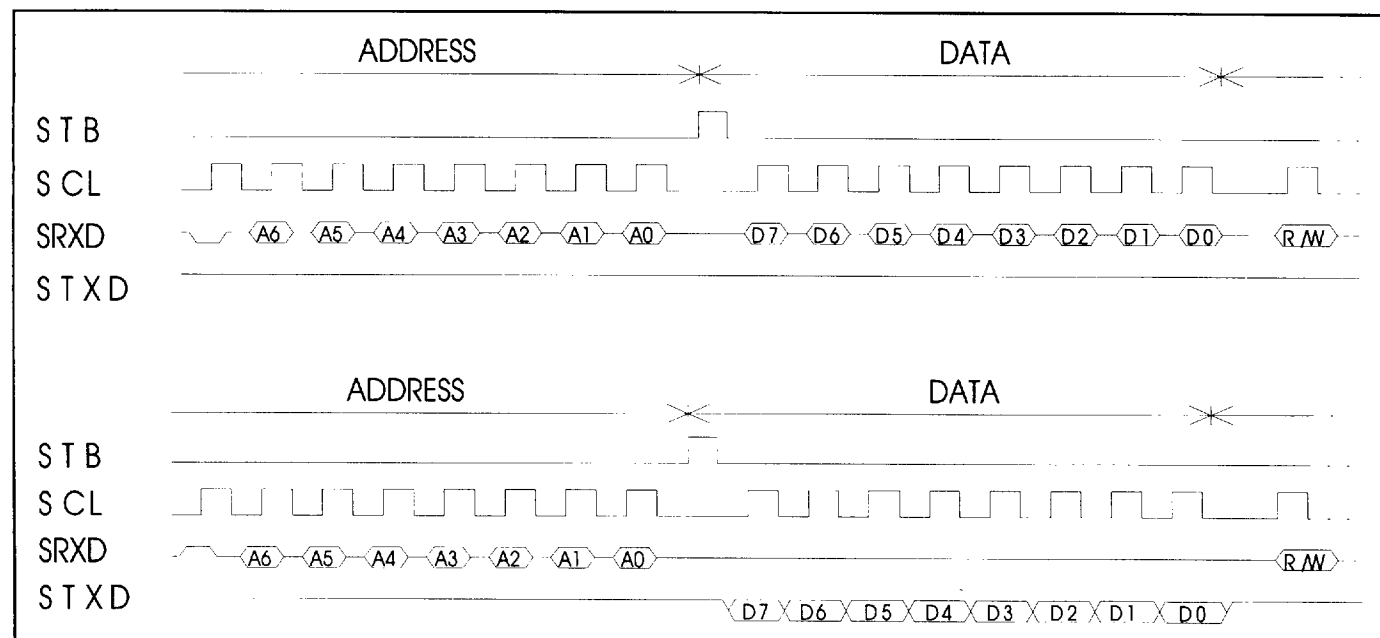 ADDRESS DATA
STB
SCL
SRXD A6 A5 A4 A3 A2 A1 A0 D7 D6 D5 D4 D3 D2 D1 D0 R/W
STXD
ADDRESS DATA
STB
SCL
SRXD A6 A5 A4 A3 A2 A1 A0 R/W
STXD D7 D6 D5 D4 D3 D2 D1 D0